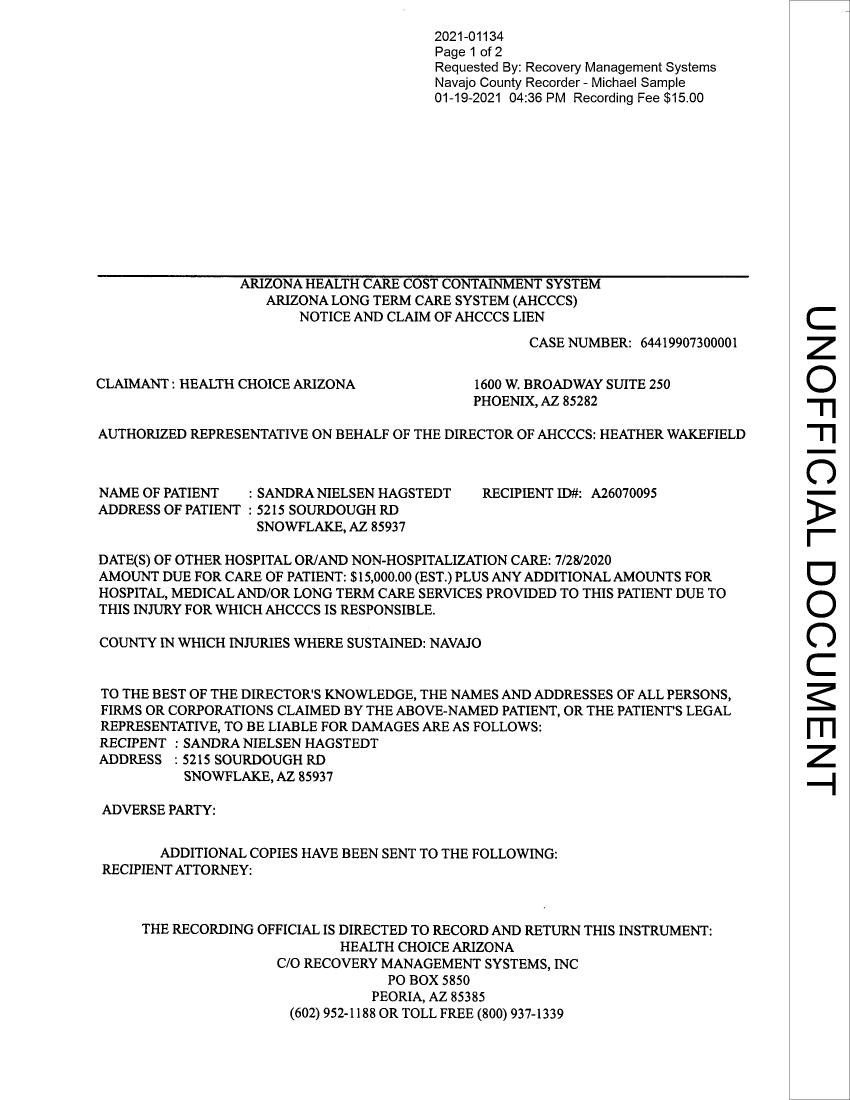 2021-01134
Page 1 of 2
Requested By: Recovery Management Systems
Navajo County Recorder - Michael Sample
01-19-2021 04:36 PM Recording Fee $15.00
ARIZONA HEALTH CARE COST CONTAINMENT SYSTEM
ARIZONA LONG TERM CARE SYSTEM (AHCCCS)
NOTICE AND CLAIM OF AHCCCS LIEN
CASE NUMBER: 64419907300001
CLAIMANT : HEALTH CHOICE ARIZONA 1600 W. BROADWAY SUITE 250
PHOENIX, AZ 85282
AUTHORIZED REPRESENTATIVE ON BEHALF OF THE DIRECTOR OF AHCCCS: HEATHER WAKEFIELD
NAME OF PATIENT : SANDRA NIELSEN HAGSTEDT RECIPIENT ID#: A26070095
ADDRESS OF PATIENT : 5215 SOURDOUGH RD
SNOWFLAKE, AZ 85937
DATE(S) OF OTHER HOSPITAL OR/AND NON-HOSPITALIZATION CARE: 7/28/2020
AMOUNT DUE FOR CARE OF PATIENT: $15,000.00 (EST.) PLUS ANY ADDITIONAL AMOUNTS FOR
HOSPITAL, MEDICAL AND/OR LONG TERM CARE SERVICES PROVIDED TO THIS PATIENT DUE TO
THIS INJURY FOR WHICH AHCCCS IS RESPONSIBLE.
COUNTY IN WHICH INJURIES WHERE SUSTAINED: NAVAJO
TO THE BEST OF THE DIRECTOR'S KNOWLEDGE, THE NAMES AND ADDRESSES OF ALL PERSONS,
FIRMS OR CORPORATIONS CLAIMED BY THE ABOVE-NAMED PATIENT, OR THE PATIENT'S LEGAL
REPRESENTATIVE, TO BE LIABLE FOR DAMAGES ARE AS FOLLOWS:
RECIPENT : SANDRA NIELSEN HAGSTEDT
ADDRESS : 5215 SOURDOUGH RD
SNOWFLAKE, AZ 85937
ADVERSE PARTY:
ADDITIONAL COPIES HAVE BEEN SENT TO THE FOLLOWING:
RECIPIENT ATTORNEY:
THE RECORDING OFFICIAL IS DIRECTED TO RECORD AND RETURN THIS INSTRUMENT:
HEALTH CHOICE ARIZONA
C/O RECOVERY MANAGEMENT SYSTEMS, INC
PO BOX 5850
PEORIA, AZ 85385
(602) 952-1188 OR TOLL FREE (800) 937-1339
UNOFFICIAL DOCUMENT